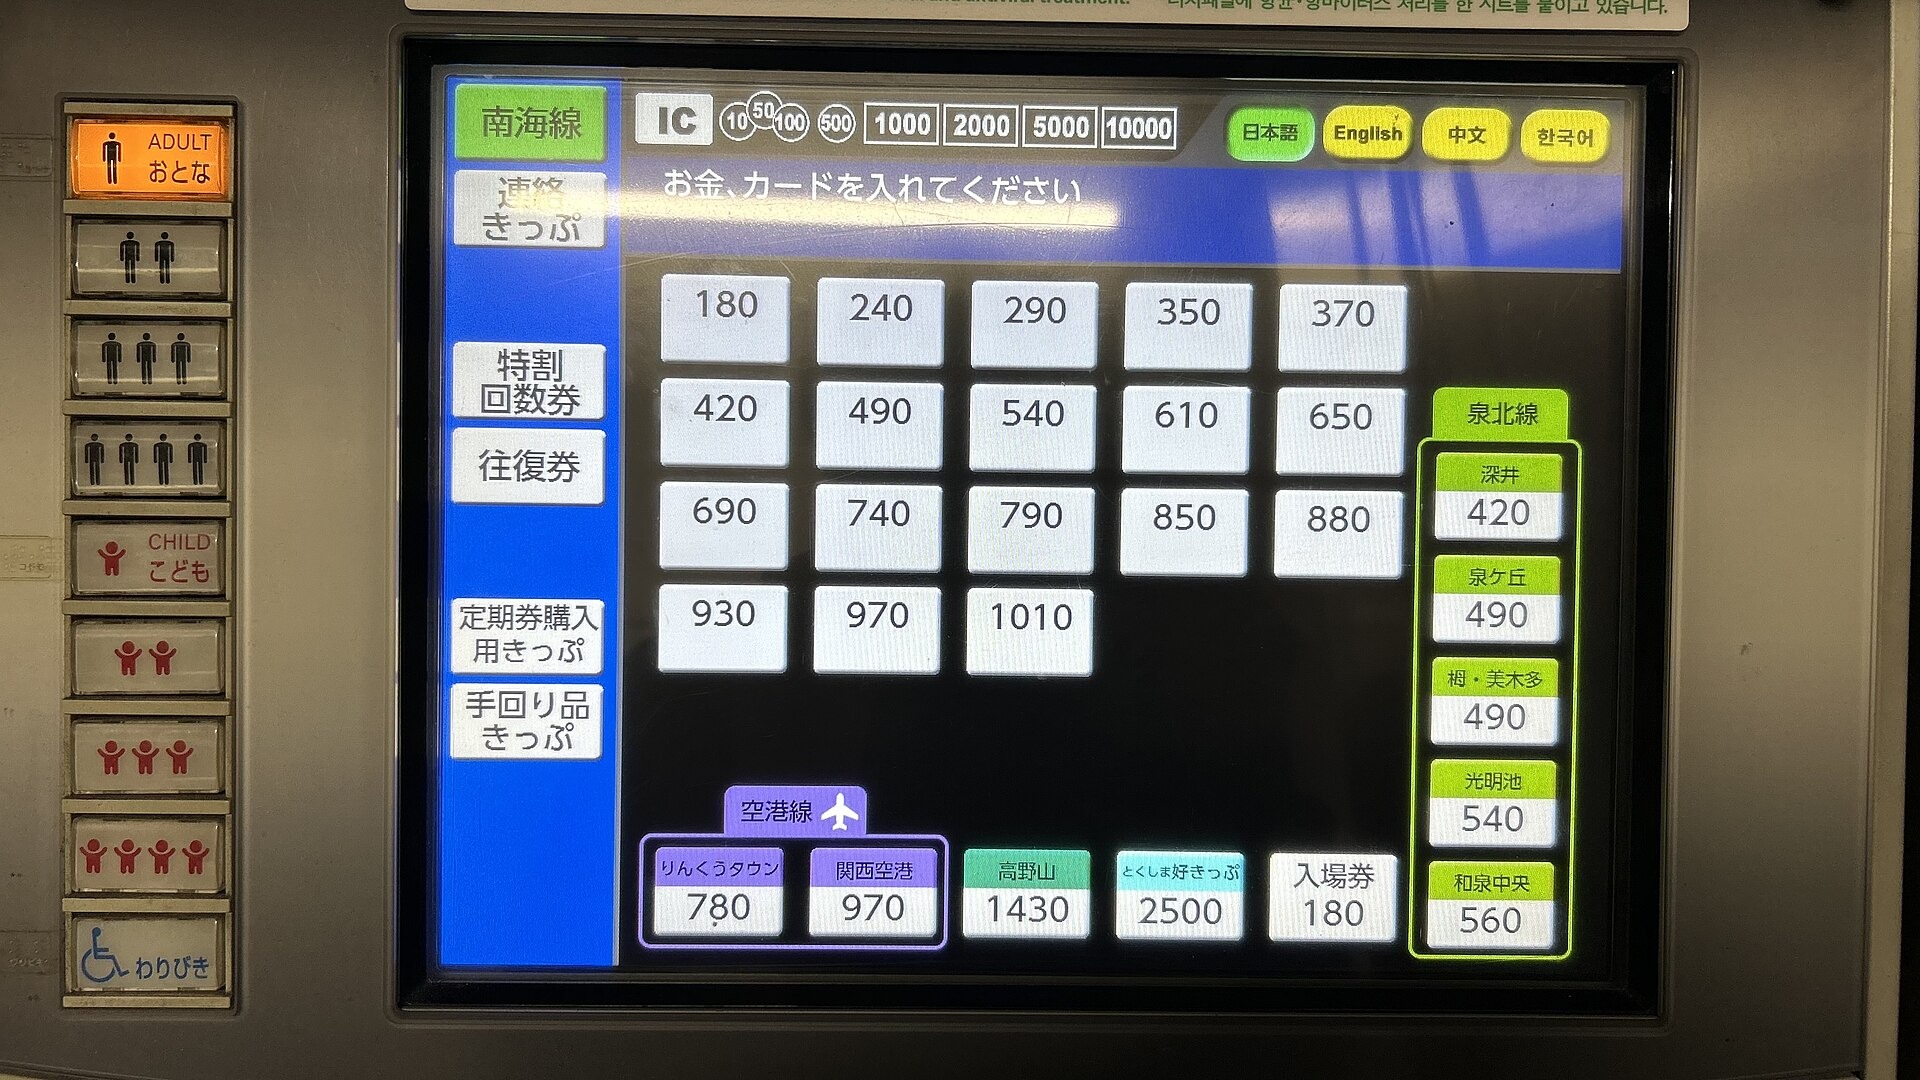 antiviral treatment.
ADULT
おとな
CHILD
こども
わりびき
南海線
連絡
きっぷ
特割
回数券
往復券
定期券購入
用きっぷ
手回り品
きっぷ
IC 10 50 100 500 1000 2000 5000 10000
日本語 English 中文 한국어
お金、カードを入れてください
180 240 290 350 370
420 490 540 610 650
690 740 790 850 880
930 970 1010
泉北線
深井
420
泉ケ丘
490
栂・美木多
490
光明池
540
和泉中央
560
空港線
りんくうタウン
780
関西空港
970
高野山
1430
とくしま好きっぷ
2500
入場券
180